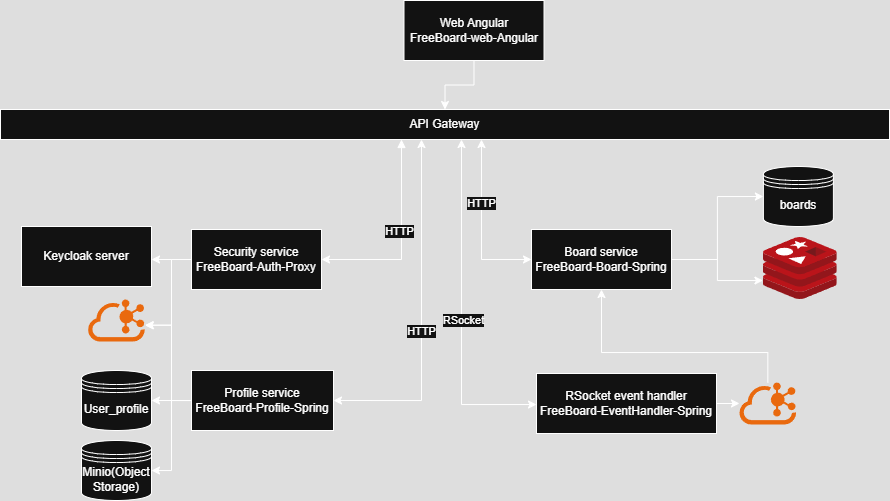 Web Angular
FreeBoard-web-Angular
API Gateway
HTTP
HTTP
boards
Keycloak server
Security service
FreeBoard-Auth-Proxy
Board service
FreeBoard-Board-Spring
HTTP
RSocket
User_profile
Profile service
FreeBoard-Profile-Spring
RSocket event handler
FreeBoard-EventHandler-Spring
Minio(Object
Storage)